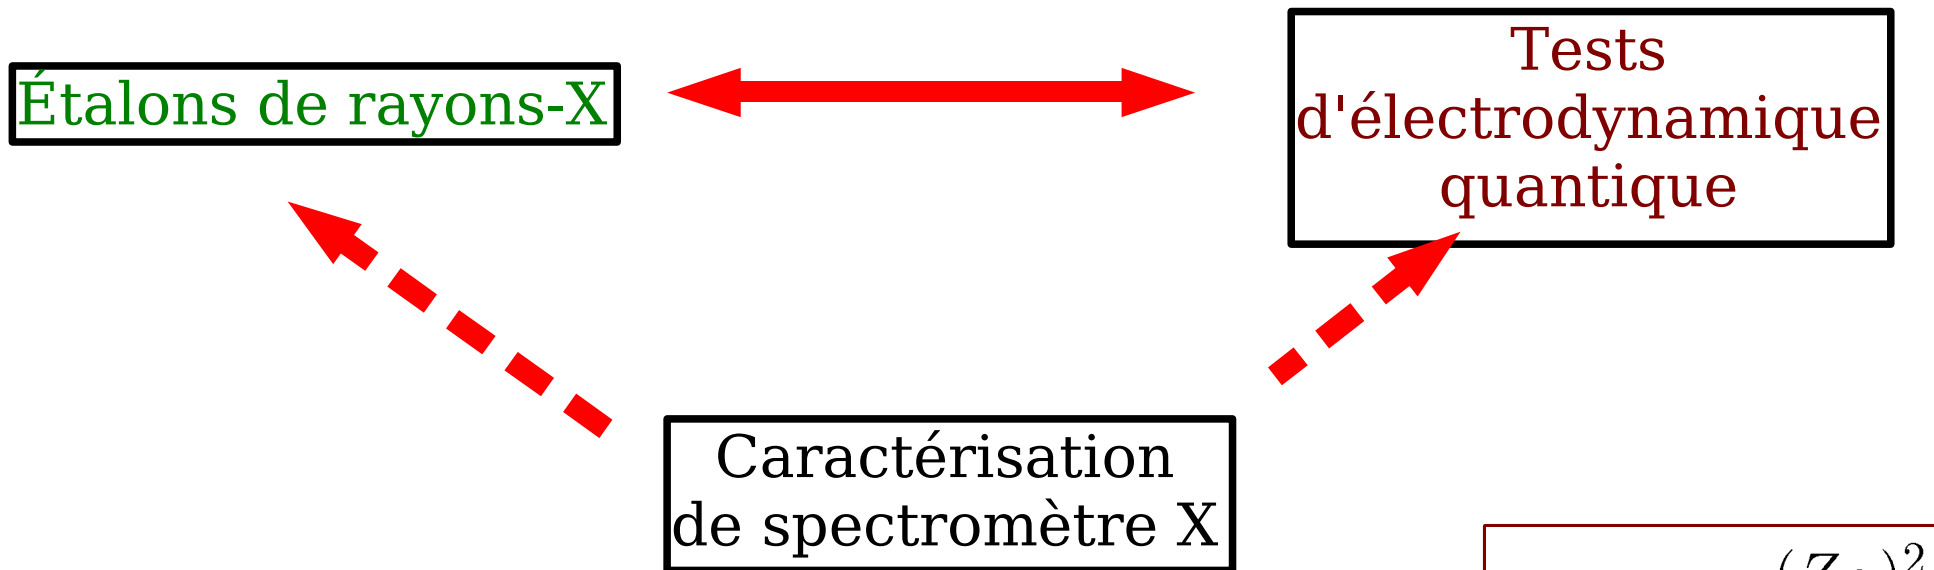 Étalons de rayons-X
Tests
d'électrodynamique
quantique
Caractérisation
de spectromètre X